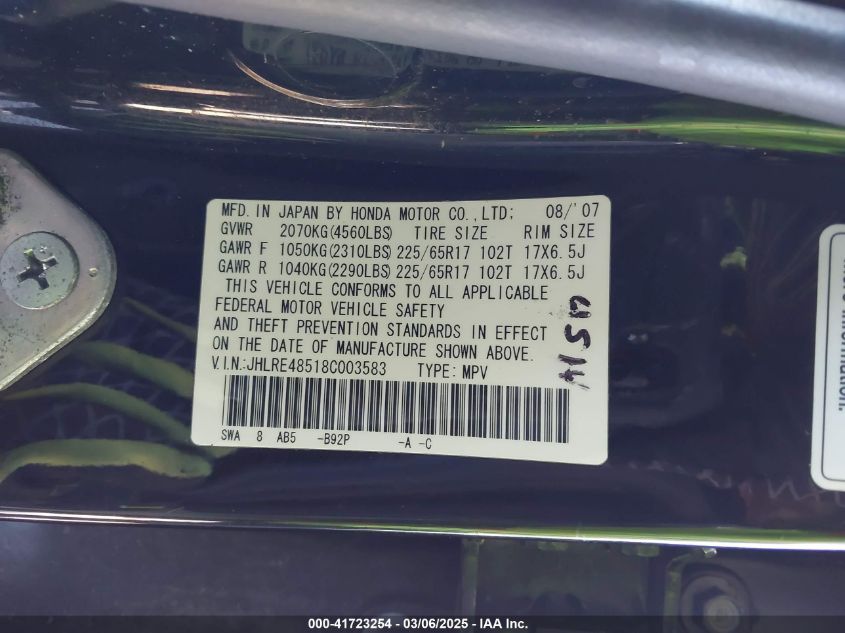 MFD. IN JAPAN BY HONDA MOTOR CO.,LTD: 08/'07
GVWR 2070KG(4560LBS) TIRE SIZE RIM SIZE
GAWR F 1050KG(2310LBS) 225/65R17 102T 17X6.5J
GAWR R 1040KG(2290LBS) 225/65R17 102T 17X6.5J
THIS VEHICLE CONFORMS TO ALL APPLICABLE
FEDERAL MOTOR VEHICLE SAFETY
AND THEFT PREVENTION STANDARDS IN EFFECT
ON THE DATE OF MANUFACTURE SHOWN ABOVE.
V.I.N.:JHLRE48518C003583 TYPE: MPV
SWA 8 AB5 -B92P -A -C
information.
000-41723254 - 03/06/2025 - IAA Inc.